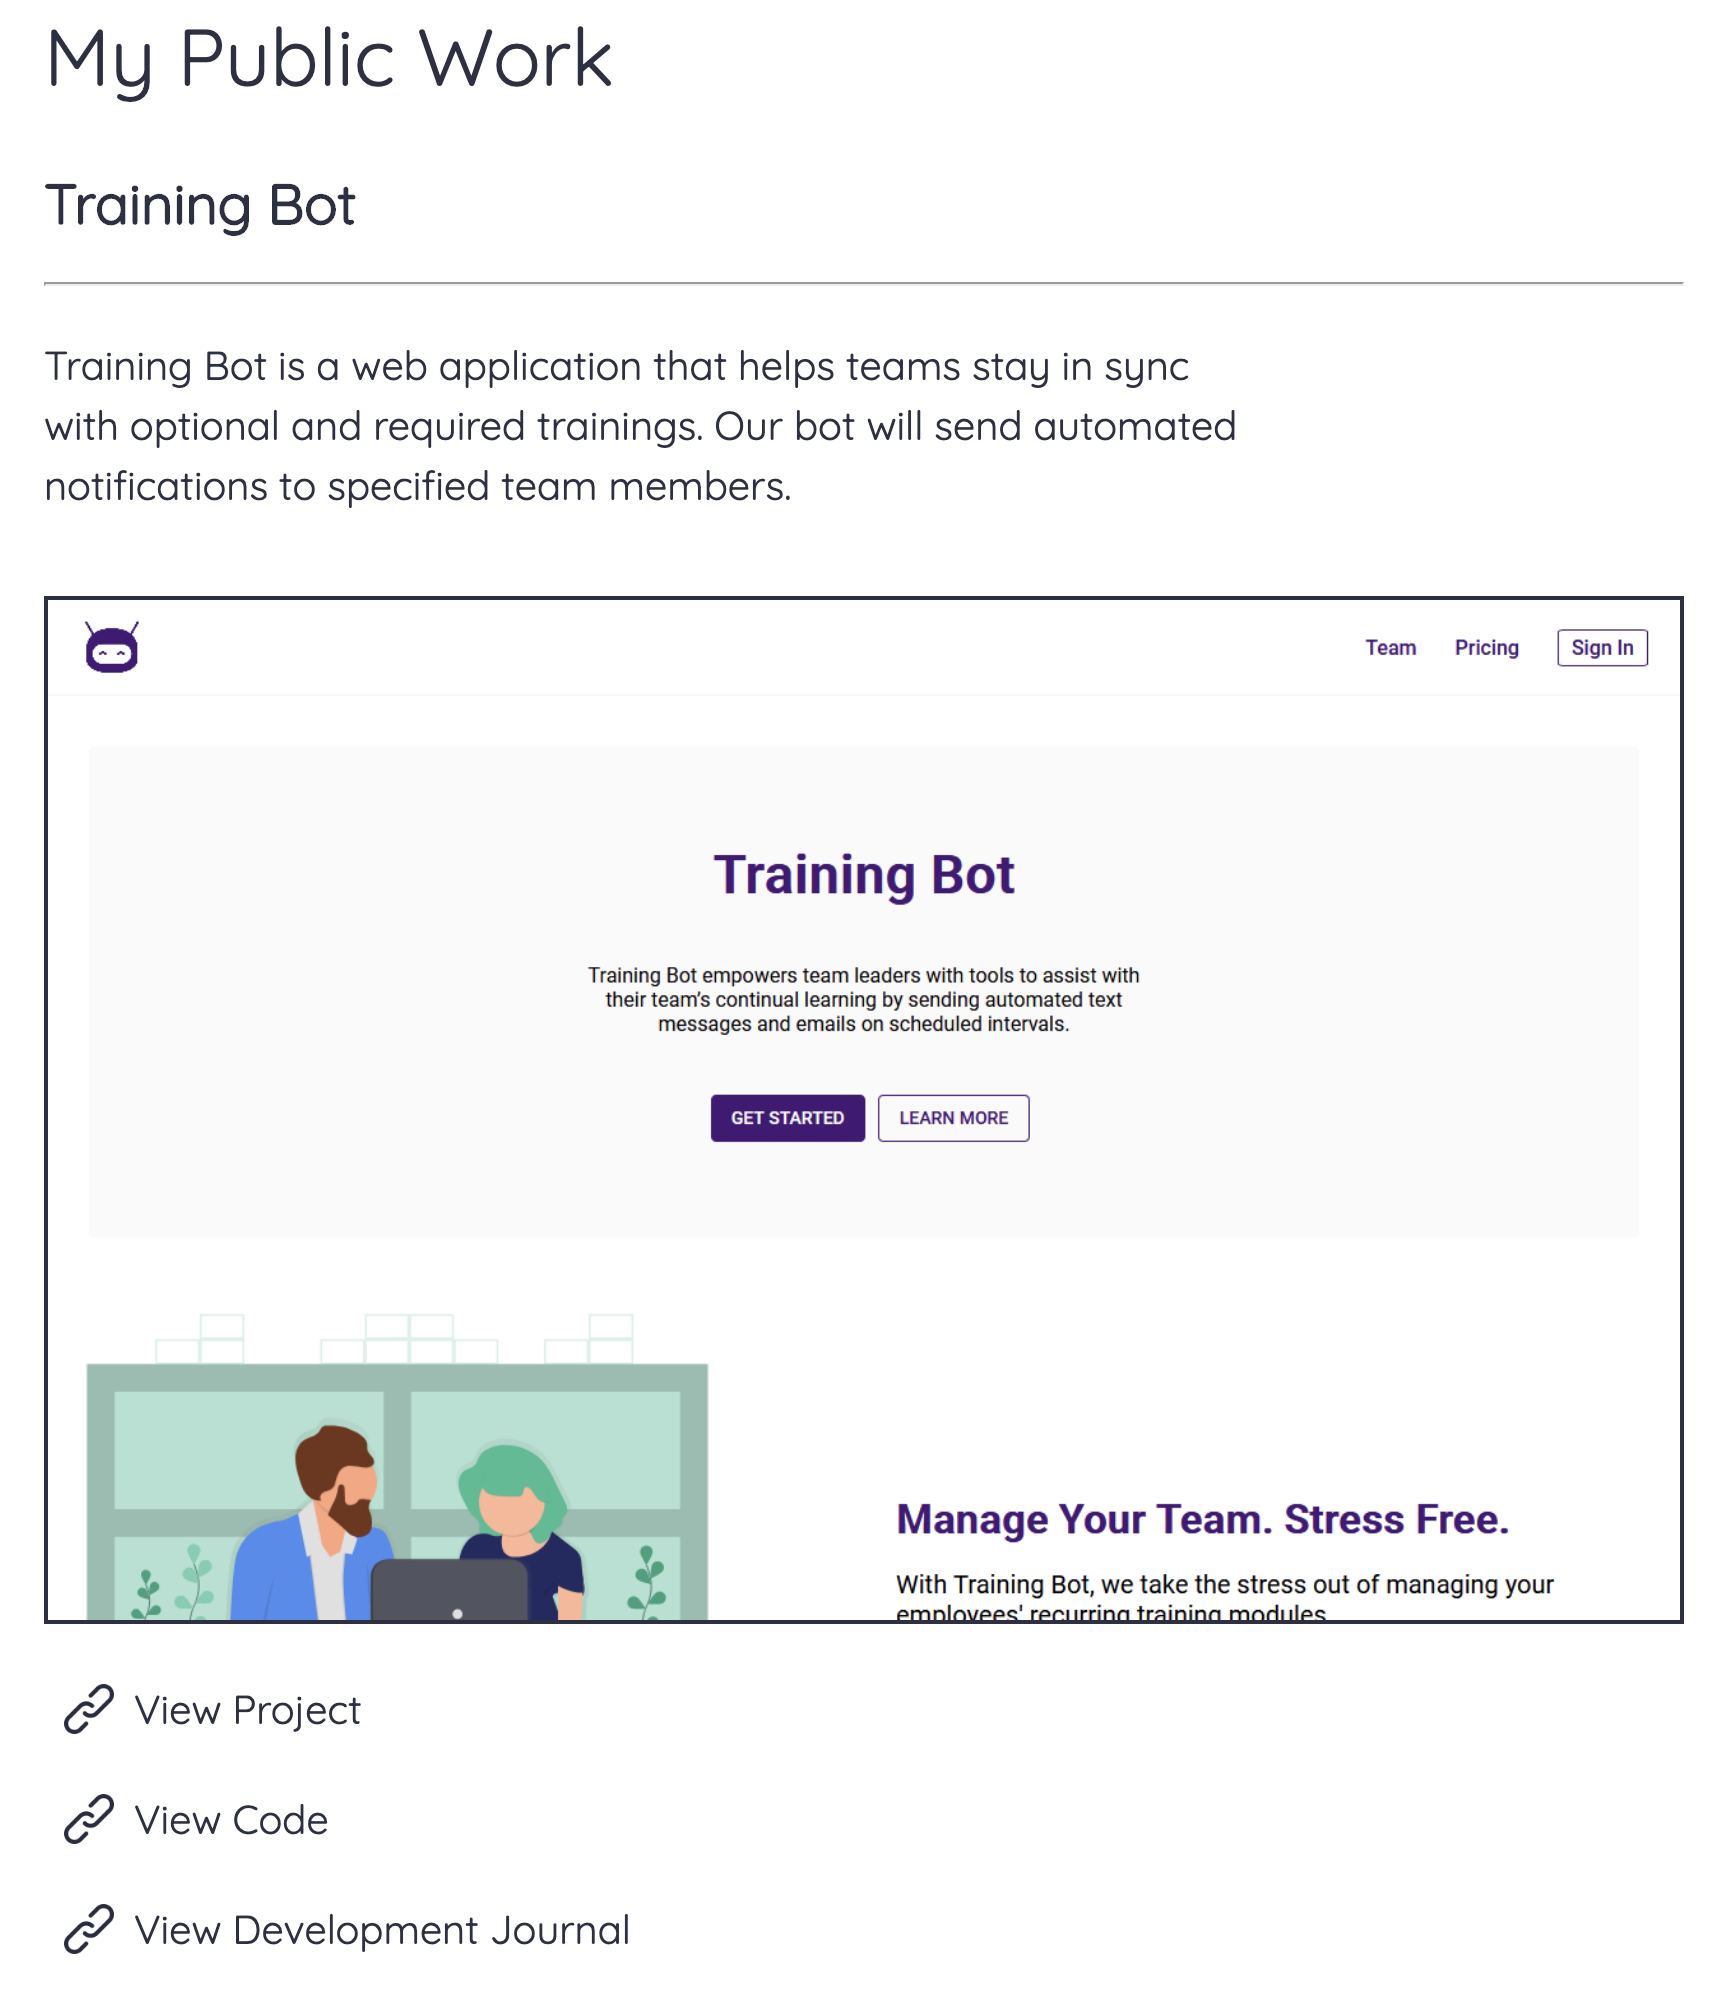 My Public Work
Training Bot
Training Bot is a web application that helps teams stay in sync
with optional and required trainings. Our bot will send automated
notifications to specified team members.
Team Pricing Sign In
Training Bot
Training Bot empowers team leaders with tools to assist with
their team’s continual learning by sending automated text
messages and emails on scheduled intervals.
GET STARTED LEARN MORE
Manage Your Team. Stress Free.
With Training Bot, we take the stress out of managing your
employees' recurring training modules
View Project
View Code
View Development Journal